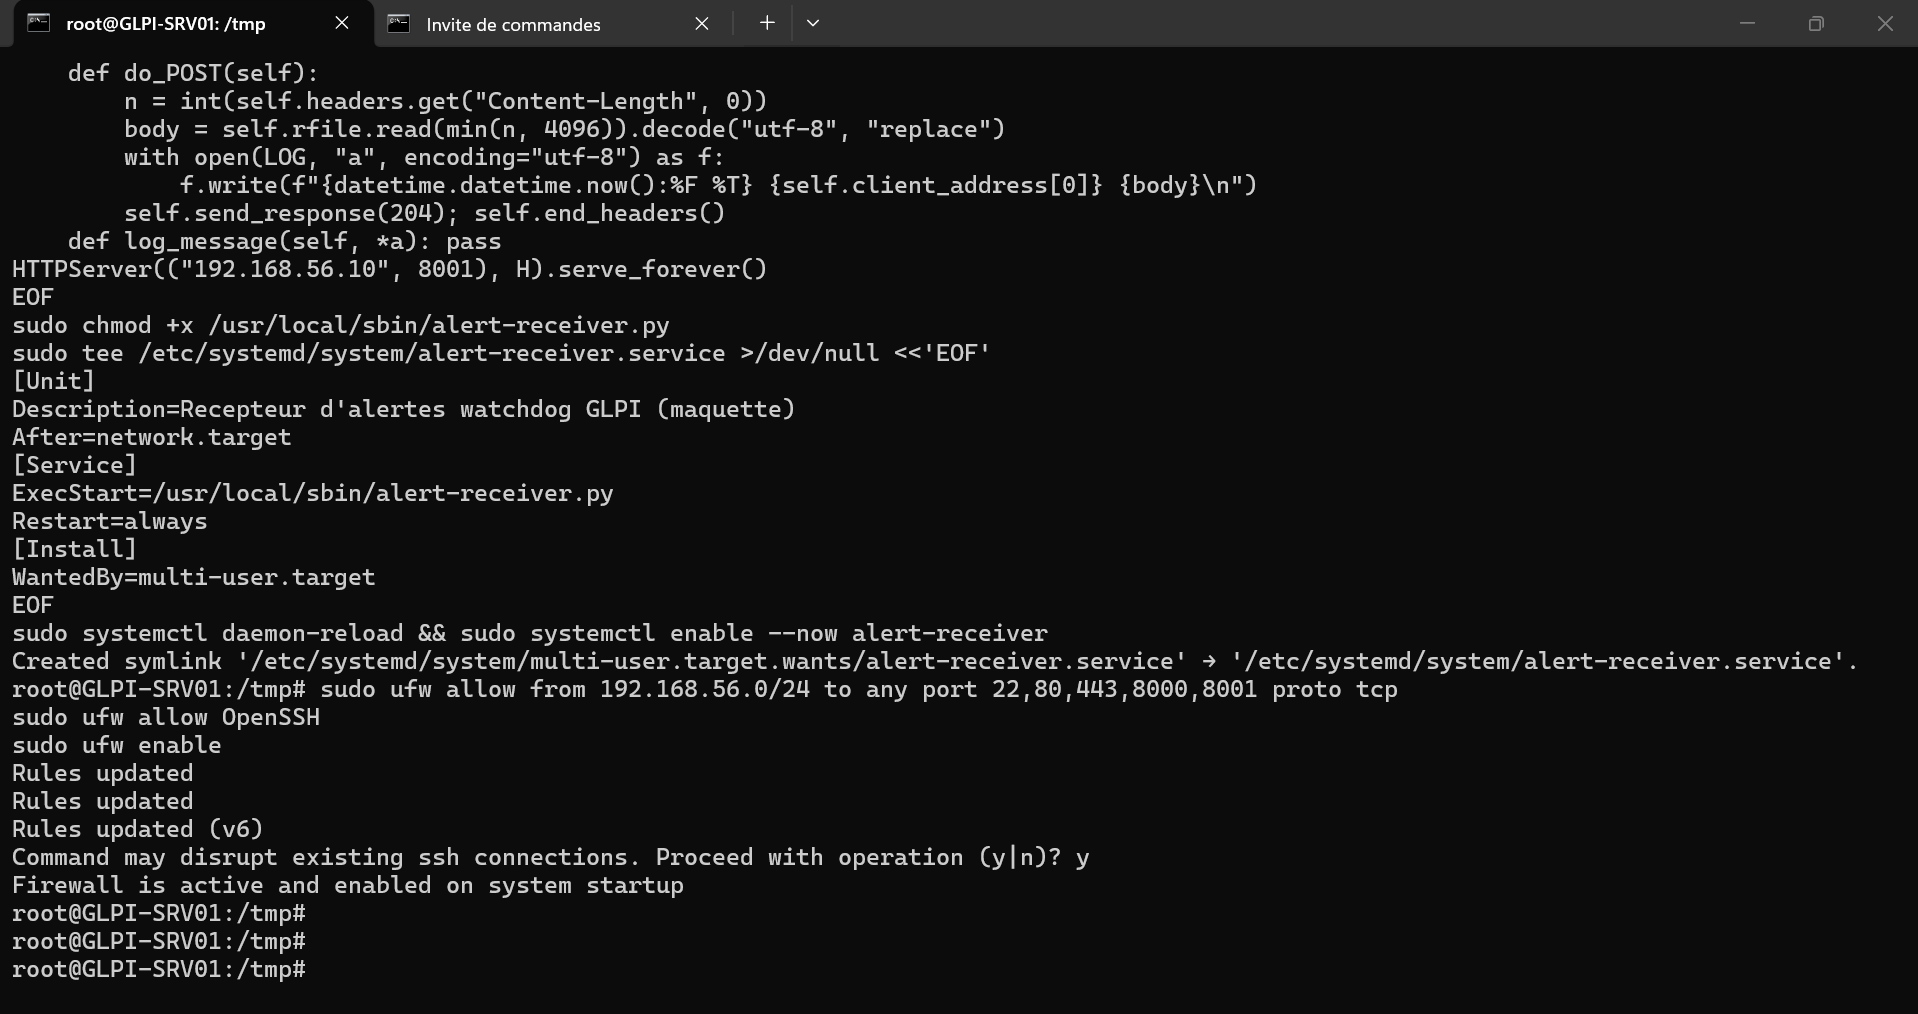 root@GLPI-SRV01: /tmp
Invite de commandes
    def do_POST(self):
        n = int(self.headers.get("Content-Length", 0))
        body = self.rfile.read(min(n, 4096)).decode("utf-8", "replace")
        with open(LOG, "a", encoding="utf-8") as f:
            f.write(f"{datetime.datetime.now():%F %T} {self.client_address[0]} {body}\n")
        self.send_response(204); self.end_headers()
    def log_message(self, *a): pass
HTTPServer(("192.168.56.10", 8001), H).serve_forever()
EOF
sudo chmod +x /usr/local/sbin/alert-receiver.py
sudo tee /etc/systemd/system/alert-receiver.service >/dev/null <<'EOF'
[Unit]
Description=Recepteur d'alertes watchdog GLPI (maquette)
After=network.target
[Service]
ExecStart=/usr/local/sbin/alert-receiver.py
Restart=always
[Install]
WantedBy=multi-user.target
EOF
sudo systemctl daemon-reload && sudo systemctl enable --now alert-receiver
Created symlink '/etc/systemd/system/multi-user.target.wants/alert-receiver.service' → '/etc/systemd/system/alert-receiver.service'.
root@GLPI-SRV01:/tmp# sudo ufw allow from 192.168.56.0/24 to any port 22,80,443,8000,8001 proto tcp
sudo ufw allow OpenSSH
sudo ufw enable
Rules updated
Rules updated
Rules updated (v6)
Command may disrupt existing ssh connections. Proceed with operation (y|n)? y
Firewall is active and enabled on system startup
root@GLPI-SRV01:/tmp#
root@GLPI-SRV01:/tmp#
root@GLPI-SRV01:/tmp#